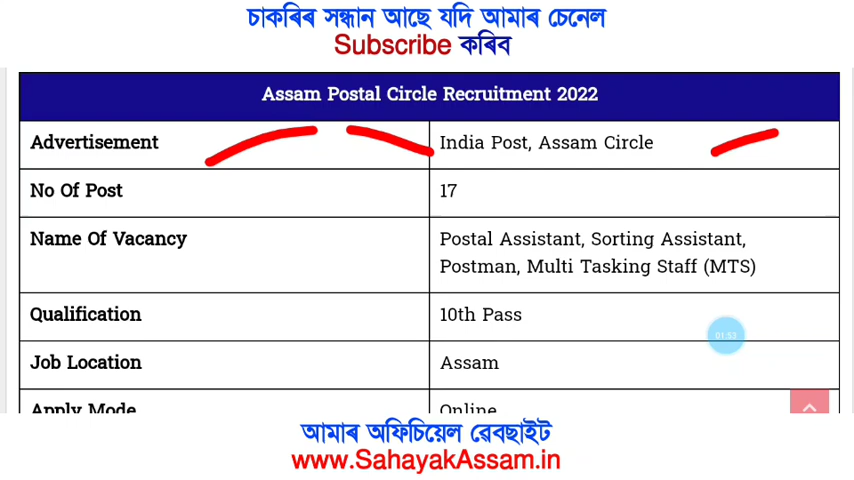 চাকৰিৰ সন্ধান আছে যদি আমাৰ চেনেল
Subscribe কৰিব
Assam Postal Circle Recruitment 2022
Advertisement India Post, Assam Circle
No Of Post 17
Name Of Vacancy Postal Assistant, Sorting Assistant,
Postman, Multi Tasking Staff (MTS)
Qualification 10th Pass
01:53
Job Location Assam
Apply Mode Online
আমাৰ অফিচিয়েল ৱেবছাইট
www.SahayakAssam.in